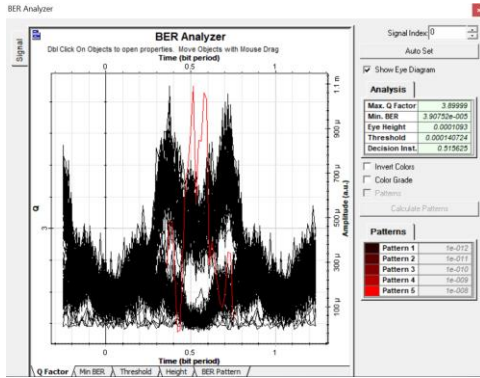 BER Analyzer
Signal
BER Analyzer
Dbl Click On Objects to open properties. Move Objects with Mouse Drag
Time (bit period)
0 0.5 1
Q
3
Amplitude (a.u.)
1.1 m
900 µ
700 µ
500 µ
300 µ
100 µ
0 0.5 1
Time (bit period)
Q Factor Min BER Threshold Height BER Pattern
Signal Index: 0
Auto Set
Show Eye Diagram
Analysis
Max. Q Factor 3.89999
Min. BER 3.90752e-005
Eye Height 0.0001093
Threshold 0.000140724
Decision Inst. 0.515625
Invert Colors
Color Grade
Patterns
Calculate Patterns
Patterns
Pattern 1 1e-012
Pattern 2 1e-011
Pattern 3 1e-010
Pattern 4 1e-009
Pattern 5 1e-008